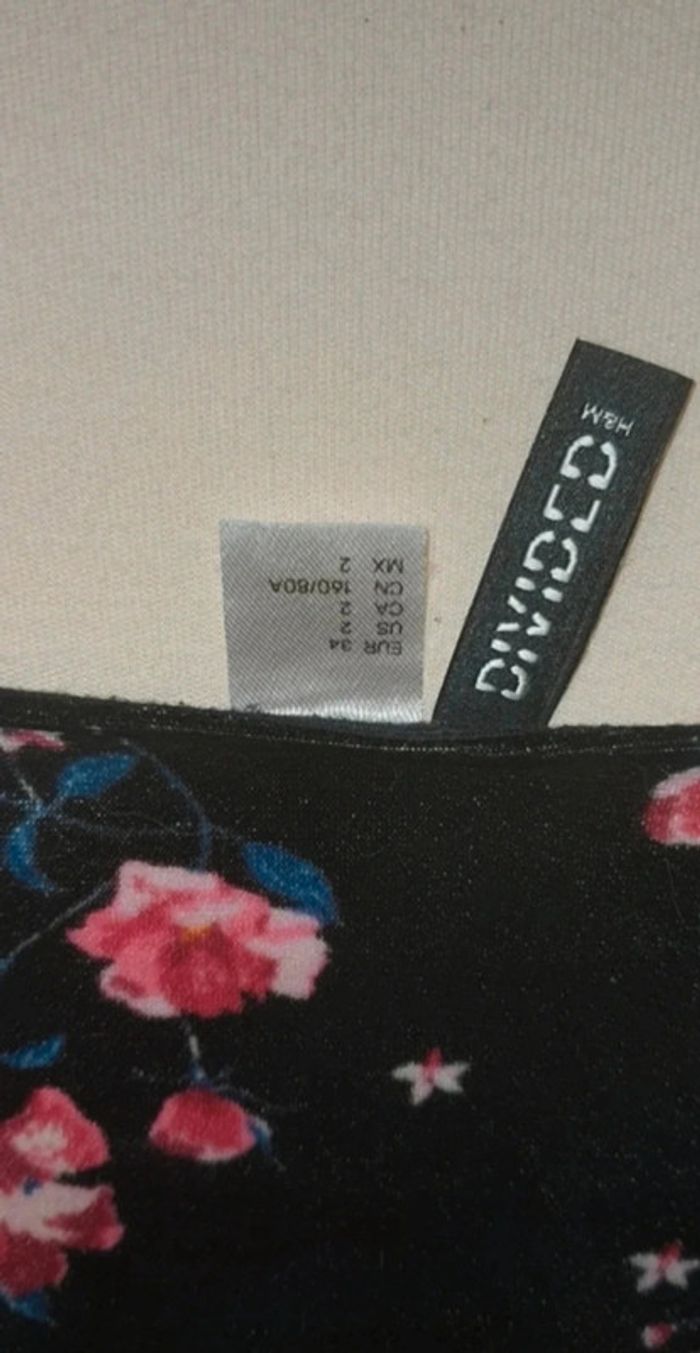 EUR 34
US 2
CA 2
CN 160/80A
MX 2
DIVIDED
H&M